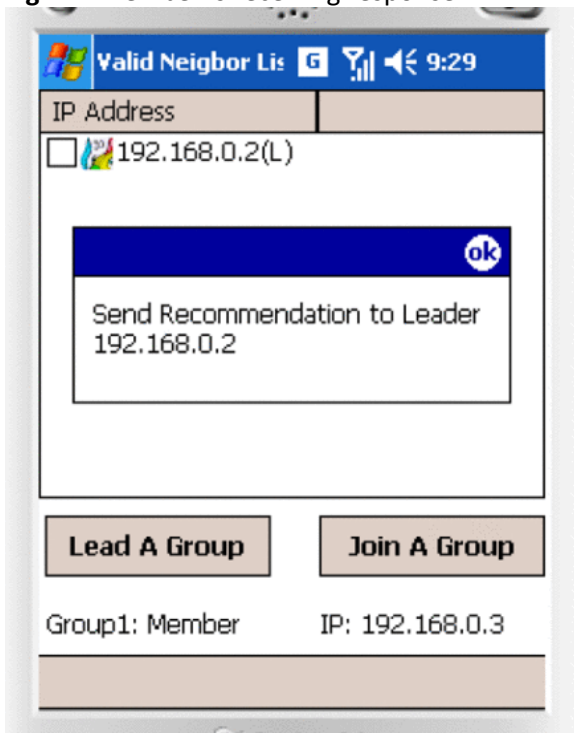 Valid Neigbor Lis G 9:29
IP Address
192.168.0.2(L)
ok
Send Recommendation to Leader
192.168.0.2
Lead A Group Join A Group
Group1: Member IP: 192.168.0.3